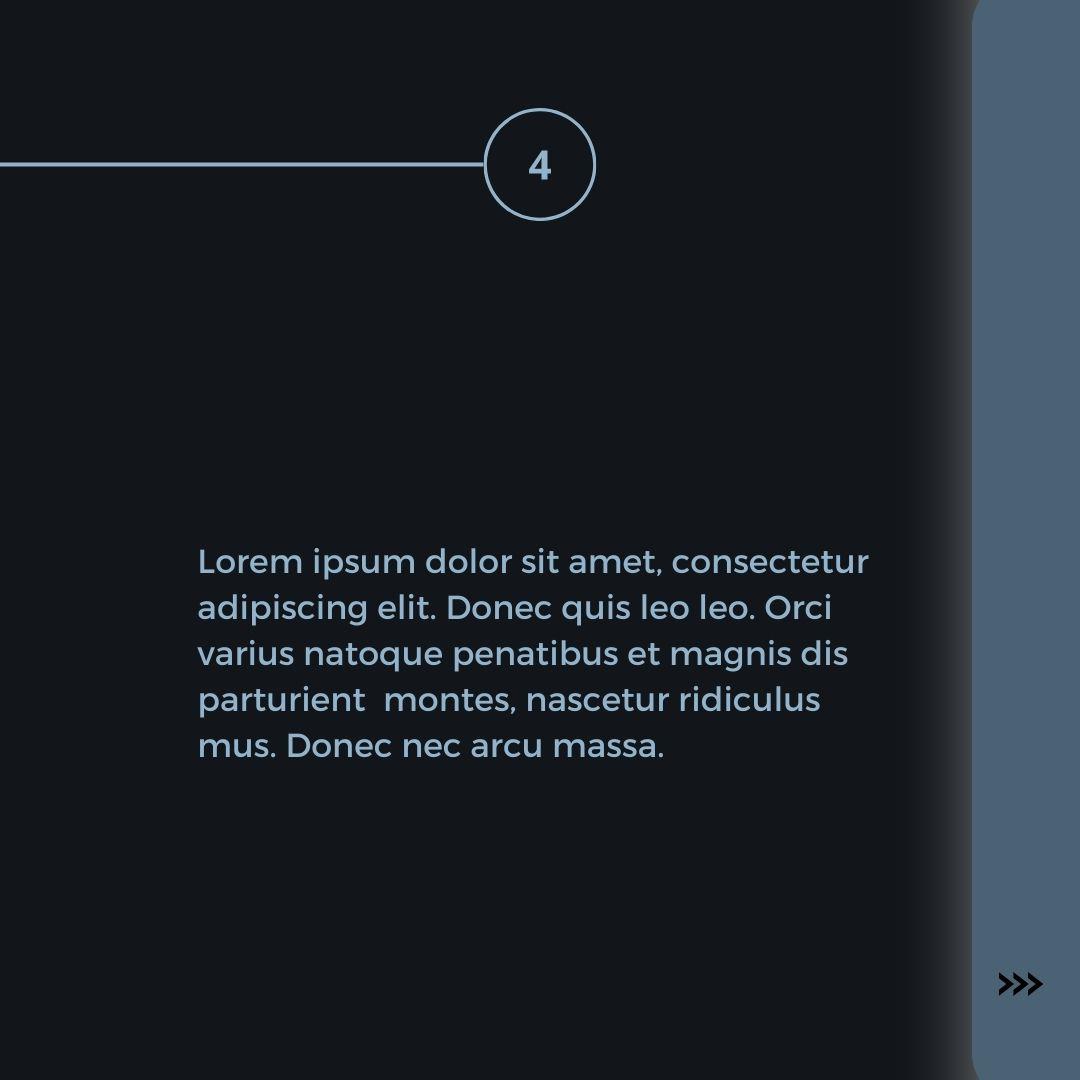 4
Lorem ipsum dolor sit amet, consectetur
adipiscing elit. Donec quis leo leo. Orci
varius natoque penatibus et magnis dis
parturient  montes, nascetur ridiculus
mus. Donec nec arcu massa.